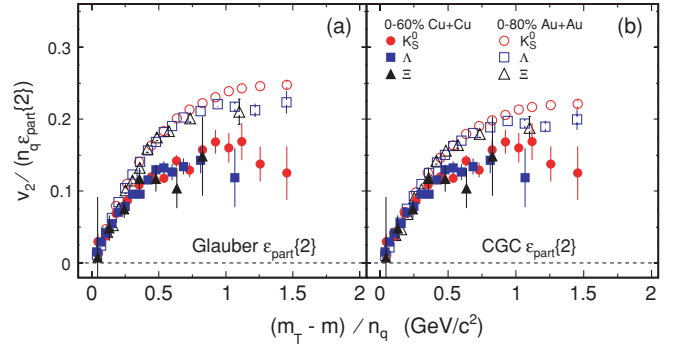 (a)
0-60% Cu+Cu
0-80% Au+Au
(b)
K⁰_S
K⁰_S
Λ
Λ
Ξ
Ξ
v₂ / (n_q ε_part{2})
0.3
0.2
0.1
0
Glauber ε_part{2}
CGC ε_part{2}
0
0.5
1
1.5
2
0
0.5
1
1.5
2
(m_T - m) / n_q (GeV/c²)